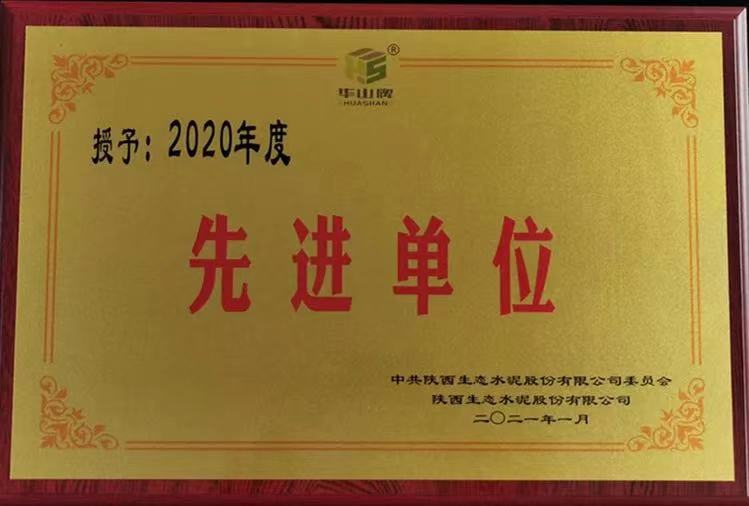 HS®
华山牌
HUASHAN
授予：2020年度
先进单位
中共陕西生态水泥股份有限公司委员会
陕西生态水泥股份有限公司
二〇二一年一月